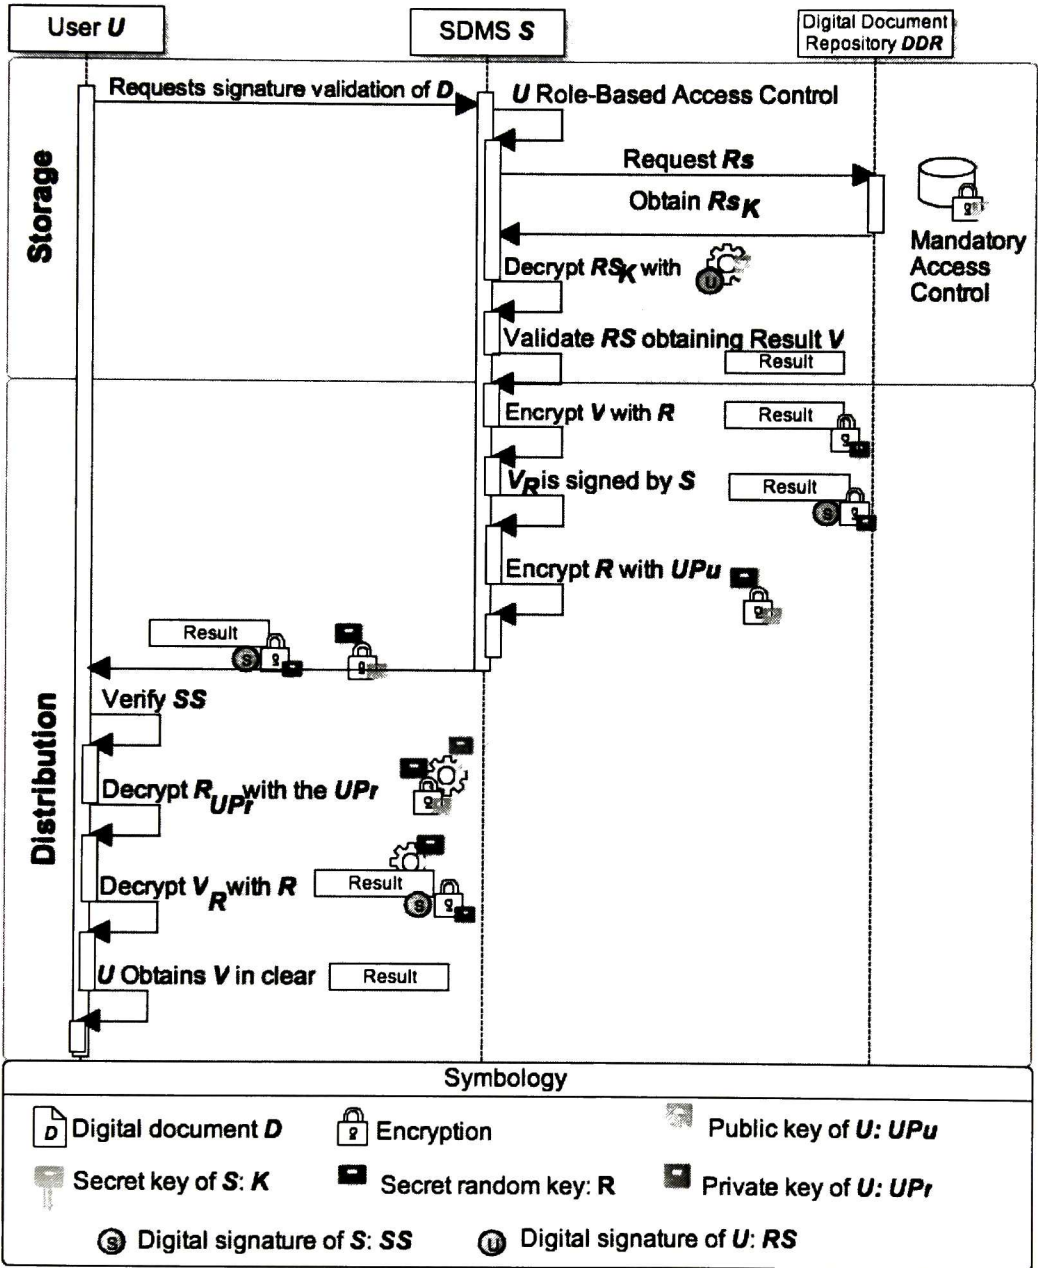 User U
SDMS S
Digital Document
Repository DDR
Storage
Requests signature validation of D
U Role-Based Access Control
Request Rs
Obtain RsK
Mandatory
Access
Control
Decrypt RSK with
U
Validate RS obtaining Result V
Result
Distribution
Encrypt V with R
Result
VR is signed by S
Result
S
Encrypt R with UPu
Result
S
Verify SS
Decrypt RUPr with the UPr
Decrypt VR with R
Result
S
U Obtains V in clear
Result
Symbology
D Digital document D
Encryption
Public key of U: UPu
Secret key of S: K
Secret random key: R
Private key of U: UPr
S Digital signature of S: SS
U Digital signature of U: RS